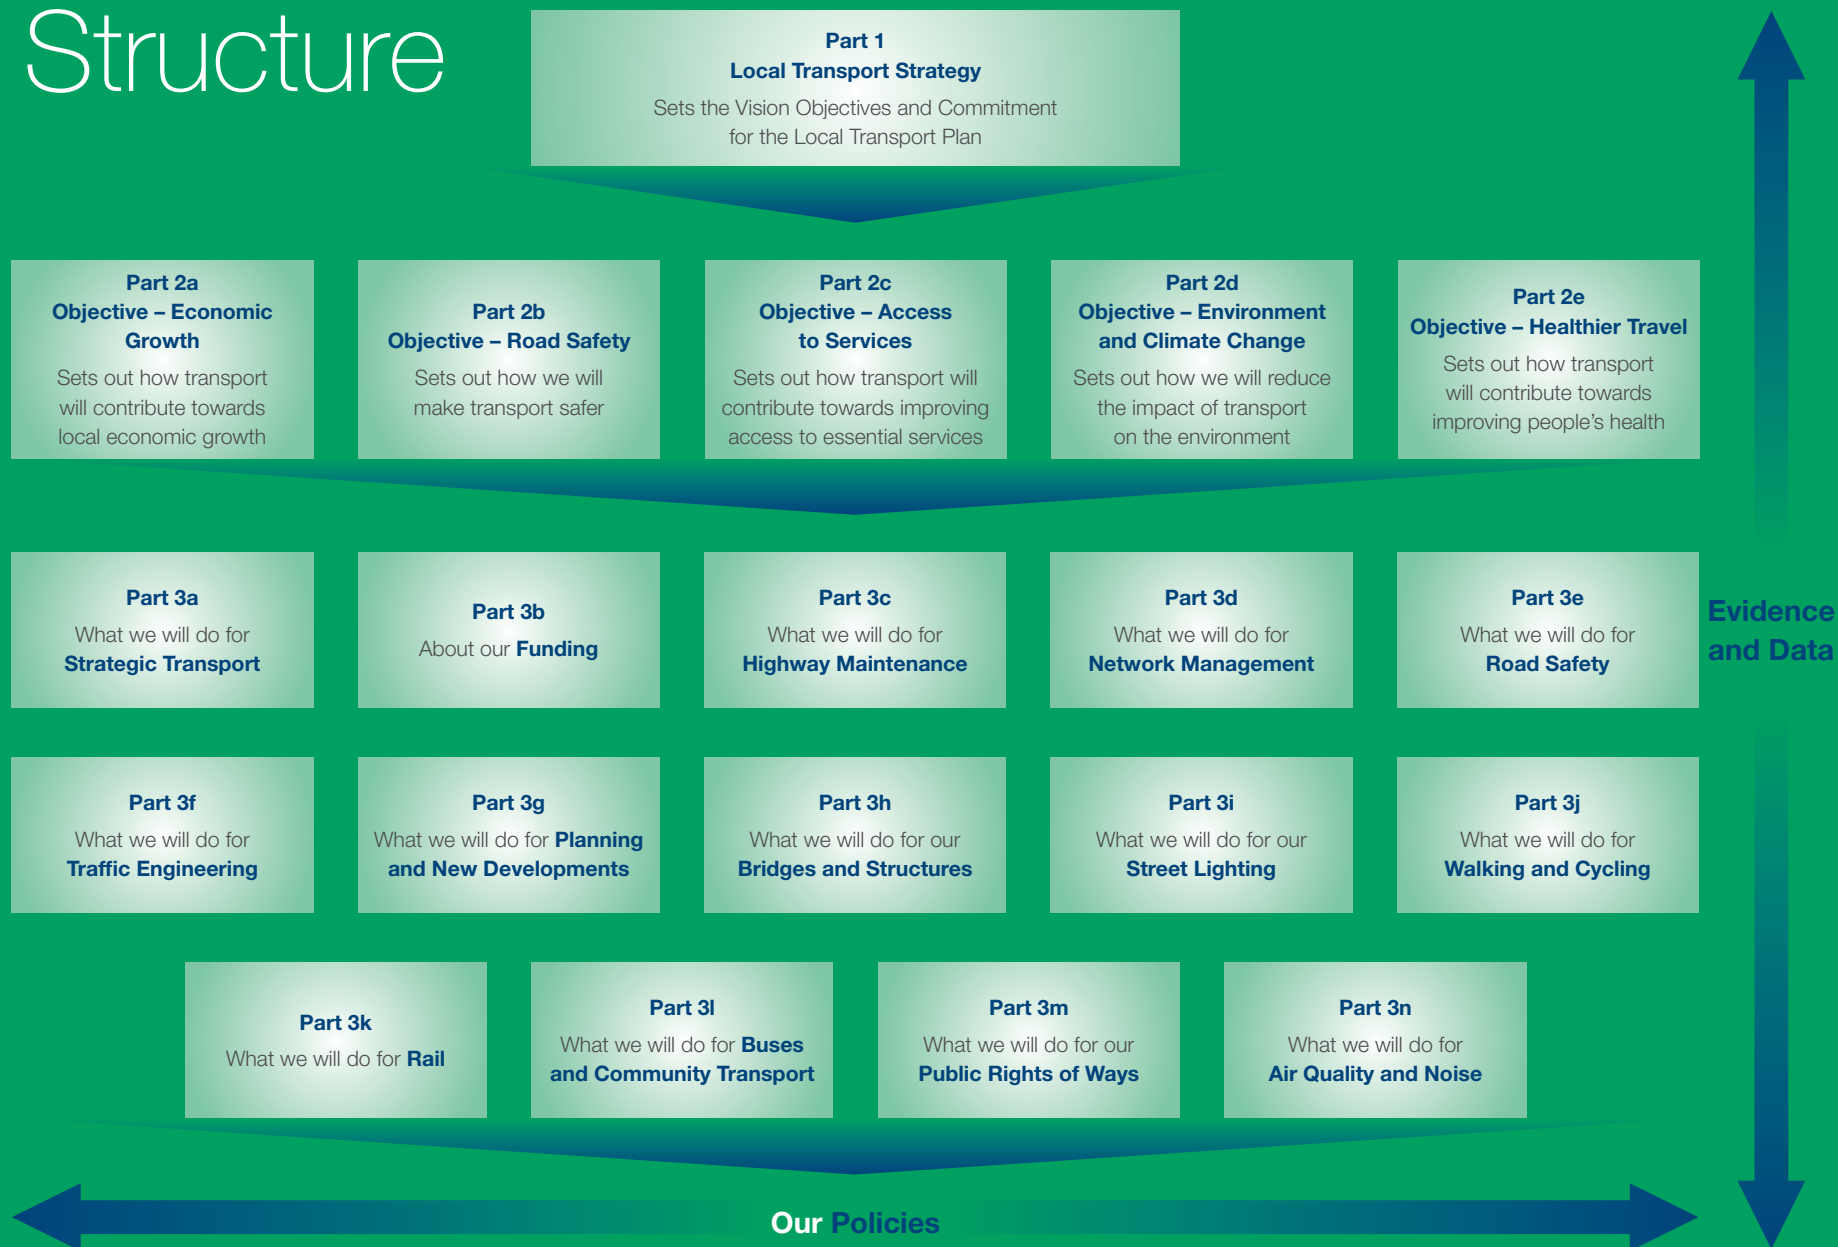 Structure
Part 1
Local Transport Strategy
Sets the Vision Objectives and Commitment
for the Local Transport Plan
Part 2a
Objective – Economic
Growth
Sets out how transport
will contribute towards
local economic growth
Part 2b
Objective – Road Safety
Sets out how we will
make transport safer
Part 2c
Objective – Access
to Services
Sets out how transport will
contribute towards improving
access to essential services
Part 2d
Objective – Environment
and Climate Change
Sets out how we will reduce
the impact of transport
on the environment
Part 2e
Objective – Healthier Travel
Sets out how transport
will contribute towards
improving people's health
Part 3a
What we will do for
Strategic Transport
Part 3b
About our Funding
Part 3c
What we will do for
Highway Maintenance
Part 3d
What we will do for
Network Management
Part 3e
What we will do for
Road Safety
Evidence
and Data
Part 3f
What we will do for
Traffic Engineering
Part 3g
What we will do for Planning
and New Developments
Part 3h
What we will do for our
Bridges and Structures
Part 3i
What we will do for our
Street Lighting
Part 3j
What we will do for
Walking and Cycling
Part 3k
What we will do for Rail
Part 3l
What we will do for Buses
and Community Transport
Part 3m
What we will do for our
Public Rights of Ways
Part 3n
What we will do for
Air Quality and Noise
Our Policies